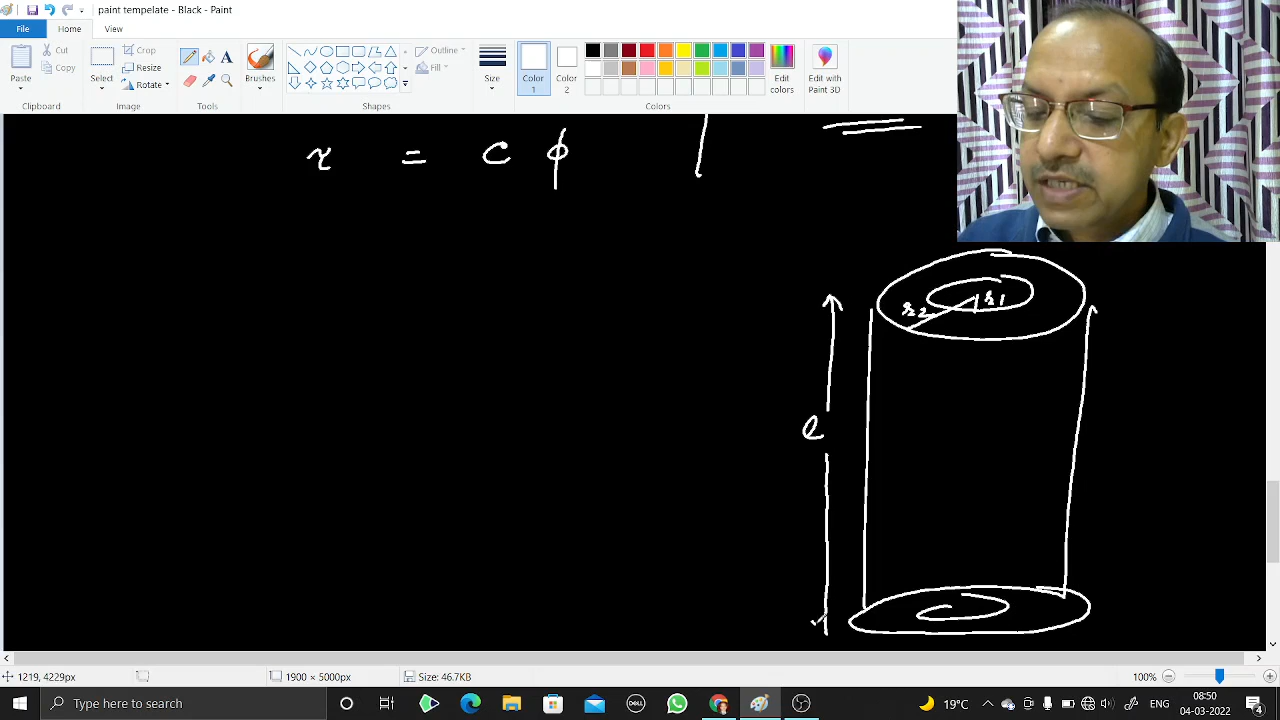 paint template - Black - Paint
File Home View
Paste Cut Copy Clipboard
Select Crop Resize Rotate Image
A Tools
Brushes
Outline Fill Shapes
Size
Color 1 Color 2 Edit colors Colors
Edit with Paint 3D
τ = c φ
r2 r1
l
1219, 4229px 1900 × 5000px Size: 46.7KB 100%
Type here to search DELL 19°C ENG 08:50 04-03-2022